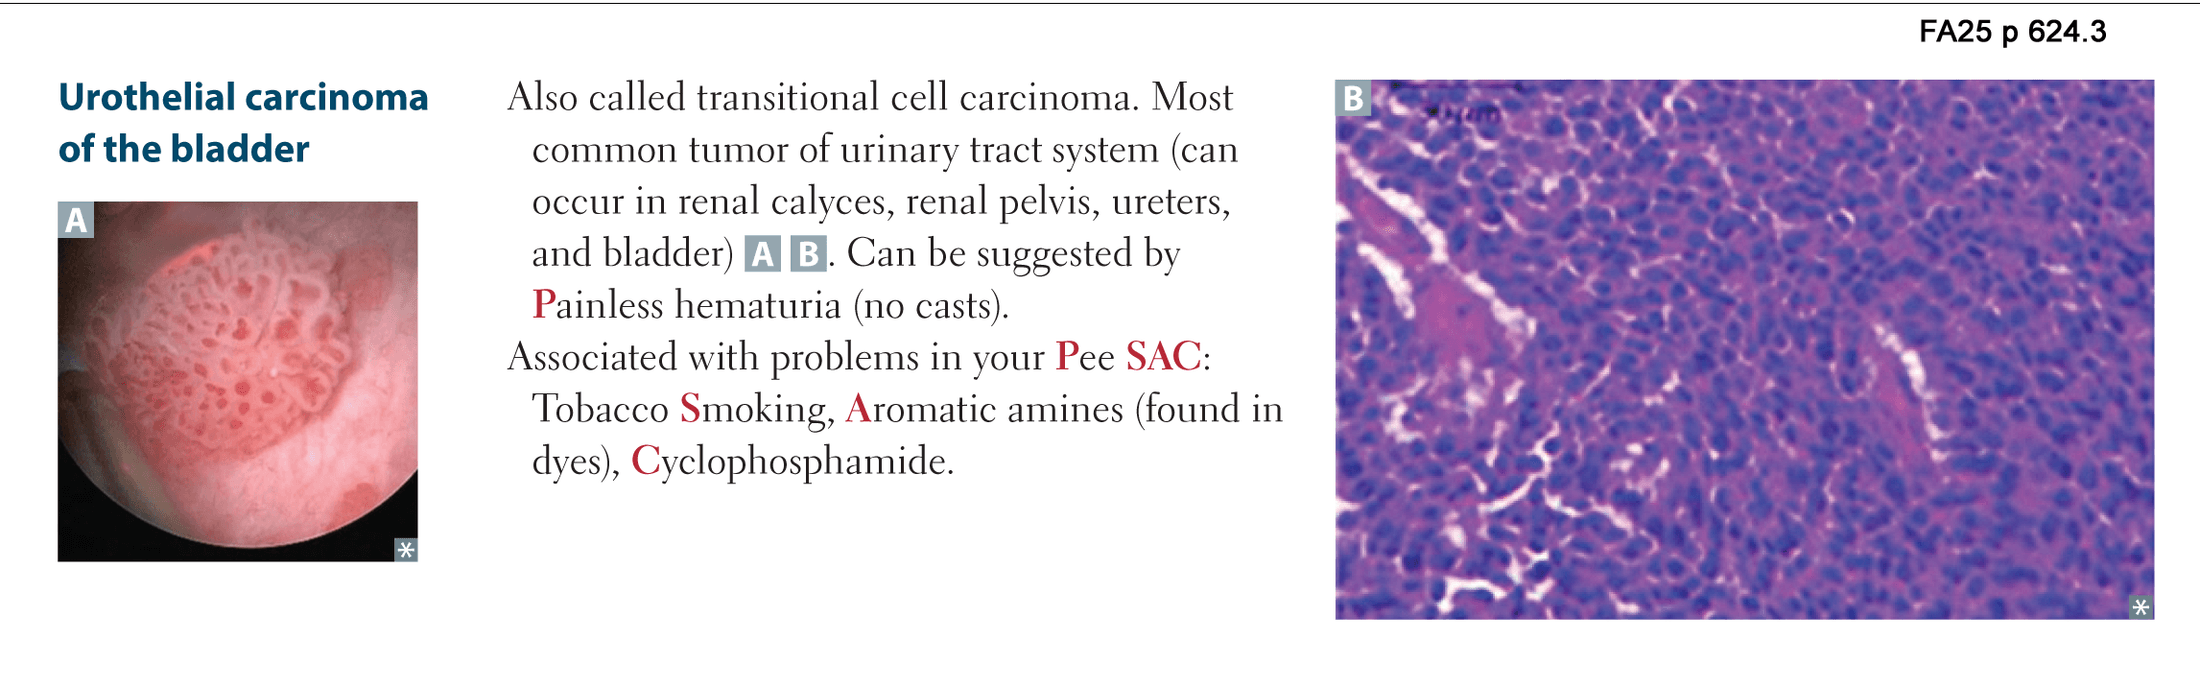 FA25 p 624.3
Urothelial carcinoma
of the bladder
A
*
Also called transitional cell carcinoma. Most
common tumor of urinary tract system (can
occur in renal calyces, renal pelvis, ureters,
and bladder) A B. Can be suggested by
Painless hematuria (no casts).
Associated with problems in your Pee SAC:
Tobacco Smoking, Aromatic amines (found in
dyes), Cyclophosphamide.
B
*